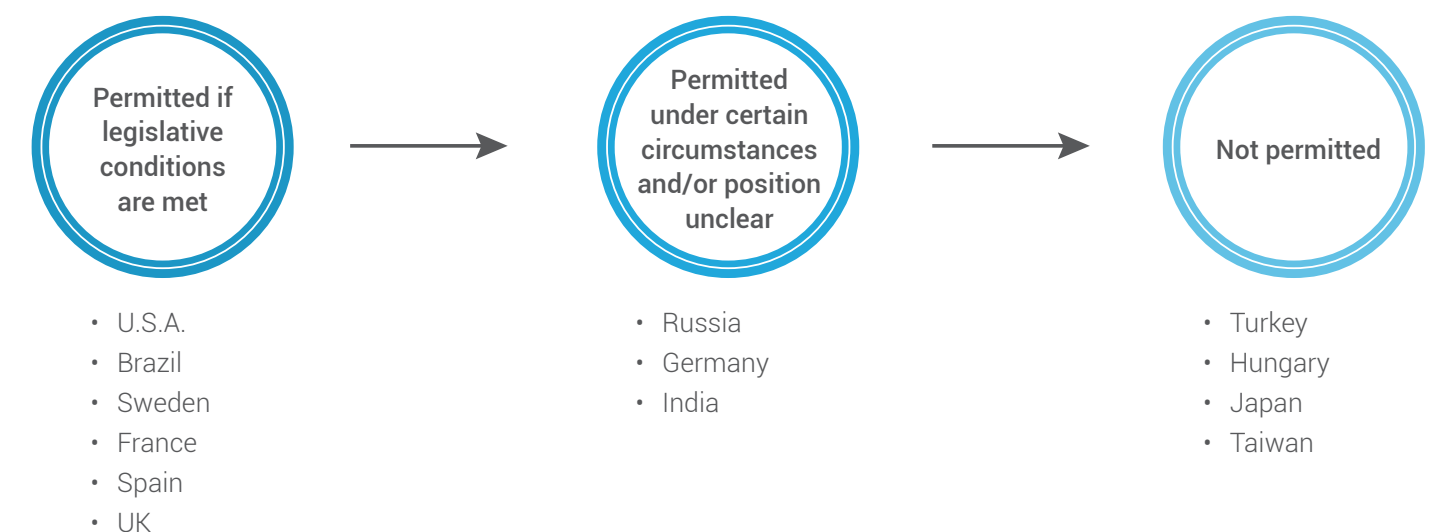 Permitted if
legislative
conditions
are met
• U.S.A.
• Brazil
• Sweden
• France
• Spain
• UK
Permitted
under certain
circumstances
and/or position
unclear
• Russia
• Germany
• India
Not permitted
• Turkey
• Hungary
• Japan
• Taiwan